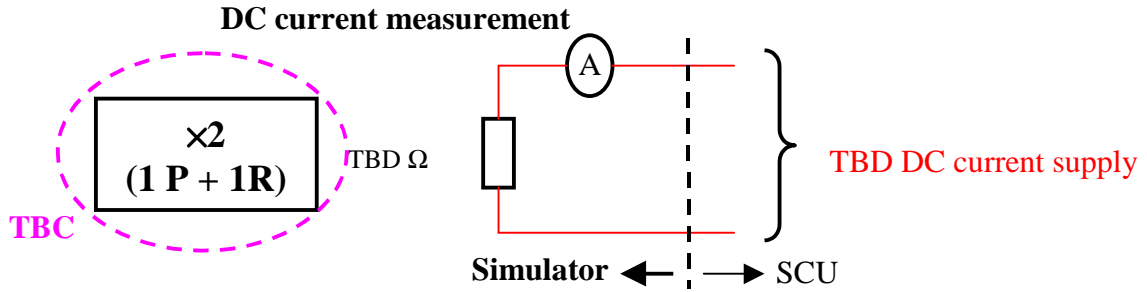 DC current measurement
A
×2
(1 P + 1R)
TBD Ω
TBD DC current supply
TBC
Simulator
SCU